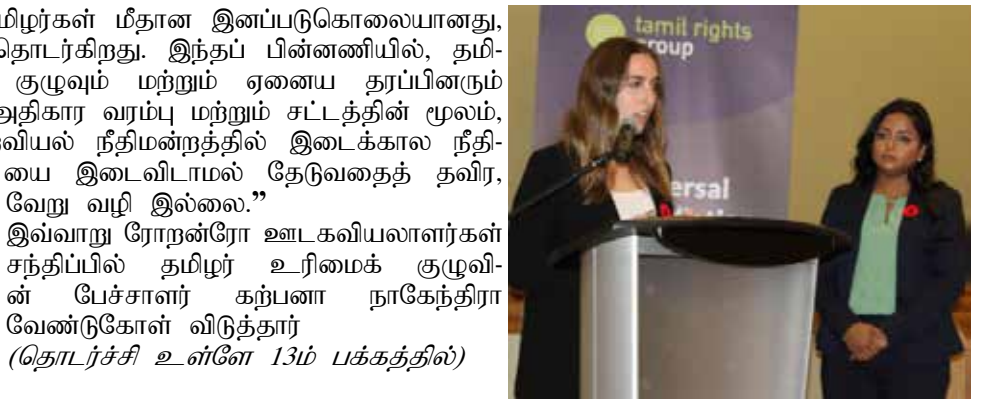 மிழர்கள் மீதான இனப்படுகொலையானது,
தொடர்கிறது. இந்தப் பின்னணியில், தமி-
குழுவும் மற்றும் ஏனைய தரப்பினரும்
அதிகார வரம்பு மற்றும் சட்டத்தின் மூலம்,
வியல் நீதிமன்றத்தில் இடைக்கால நீதி-
யை இடைவிடாமல் தேடுவதைத் தவிர,
வேறு வழி இல்லை.”
இவ்வாறு ரோறன்ரோ ஊடகவியலாளர்கள்
சந்திப்பில் தமிழர் உரிமைக் குழுவி-
ன் பேச்சாளர் கற்பனா நாகேந்திரா
வேண்டுகோள் விடுத்தார்
(தொடர்ச்சி உள்ளே 13ம் பக்கத்தில்)
tamil rights
group
ersal